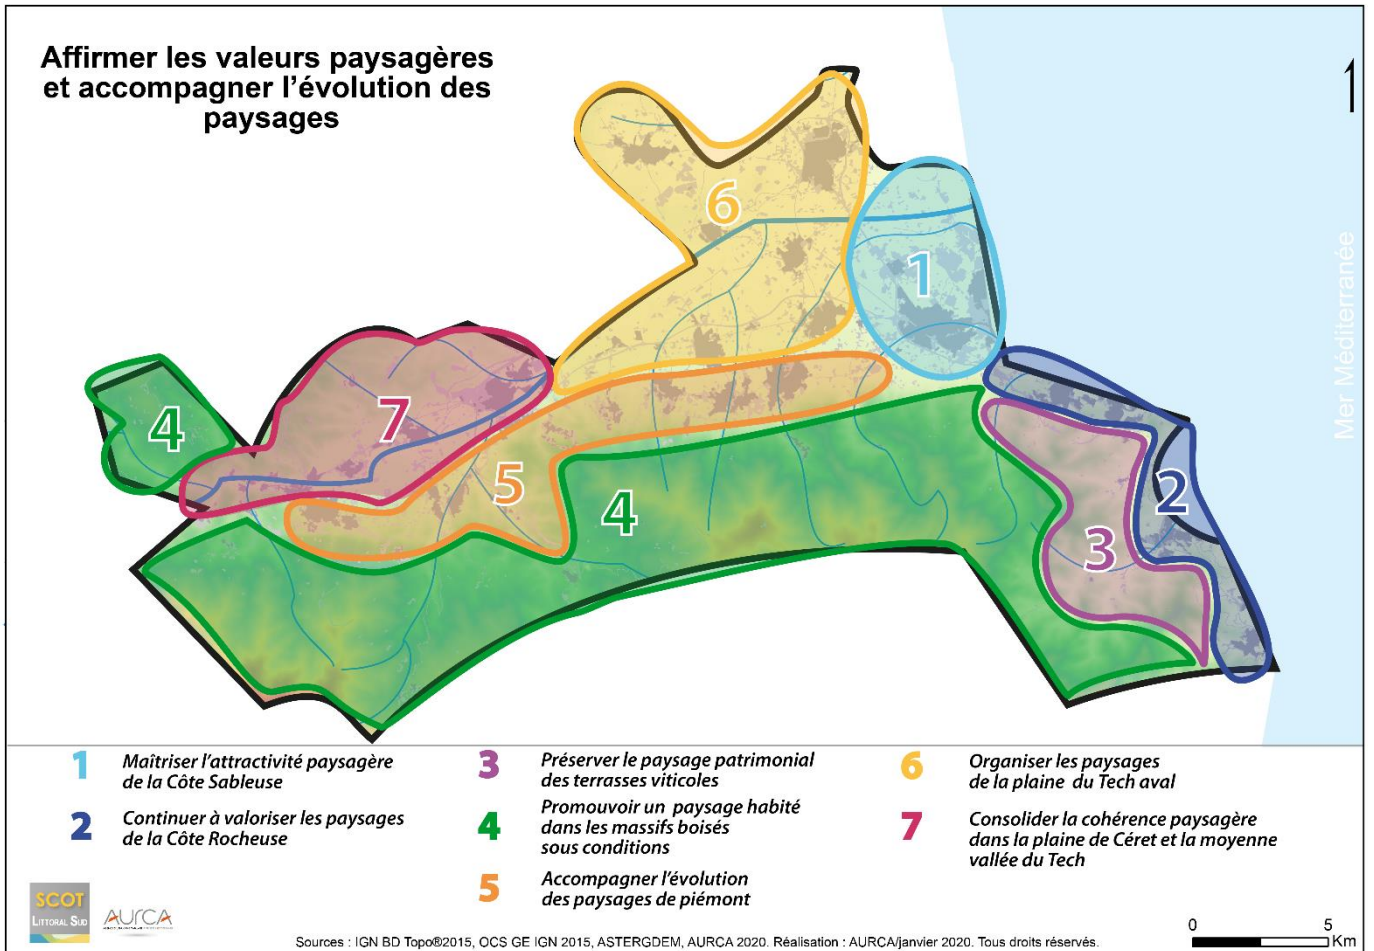 Affirmer les valeurs paysagères
et accompagner l'évolution des
paysages
Mer Méditerranée
6
1
7
4
5
4
2
3
1 Maîtriser l'attractivité paysagère
de la Côte Sableuse
2 Continuer à valoriser les paysages
de la Côte Rocheuse
3 Préserver le paysage patrimonial
des terrasses viticoles
4 Promouvoir un paysage habité
dans les massifs boisés
sous conditions
5 Accompagner l'évolution
des paysages de piémont
6 Organiser les paysages
de la plaine du Tech aval
7 Consolider la cohérence paysagère
dans la plaine de Céret et la moyenne
vallée du Tech
SCOT
LITTORAL SUD
AURCA
0 5
Km
Sources : IGN BD Topo®2015, OCS GE IGN 2015, ASTERGDEM, AURCA 2020. Réalisation : AURCA/janvier 2020. Tous droits réservés.